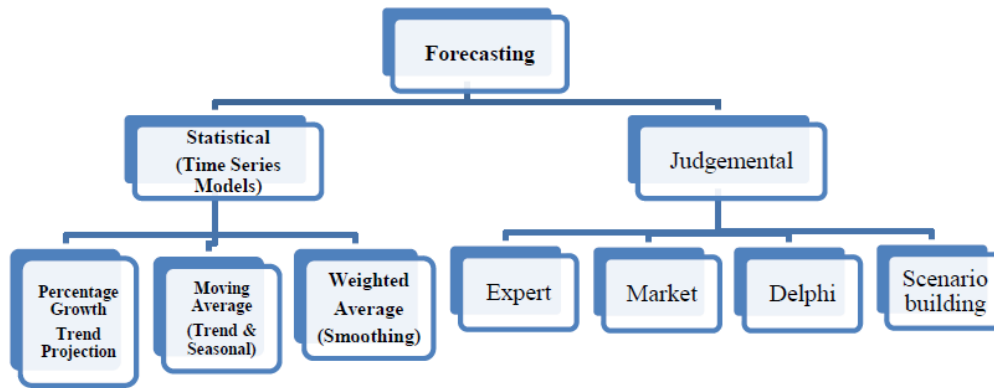 Forecasting
Statistical
(Time Series
Models)
Judgemental
Percentage
Growth
Trend
Projection
Moving
Average
(Trend &
Seasonal)
Weighted
Average
(Smoothing)
Expert
Market
Delphi
Scenario
building